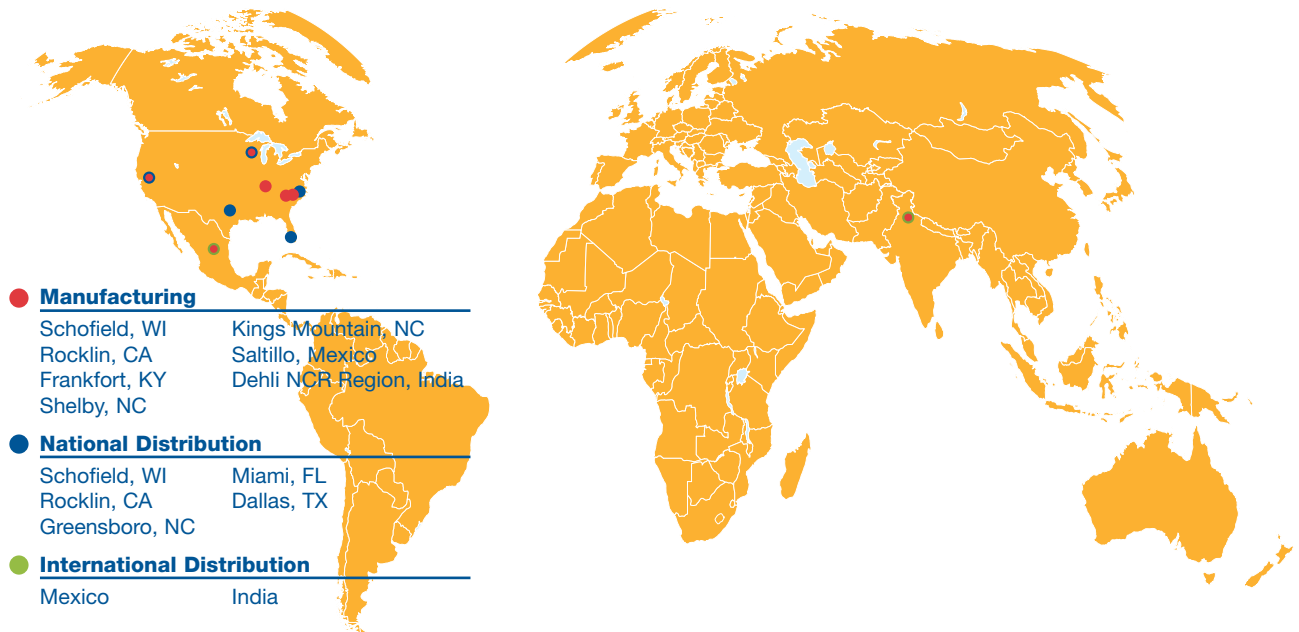 Manufacturing
Schofield, WI
Rocklin, CA
Frankfort, KY
Shelby, NC
Kings Mountain, NC
Saltillo, Mexico
Dehli NCR Region, India
National Distribution
Schofield, WI
Rocklin, CA
Greensboro, NC
Miami, FL
Dallas, TX
International Distribution
Mexico
India